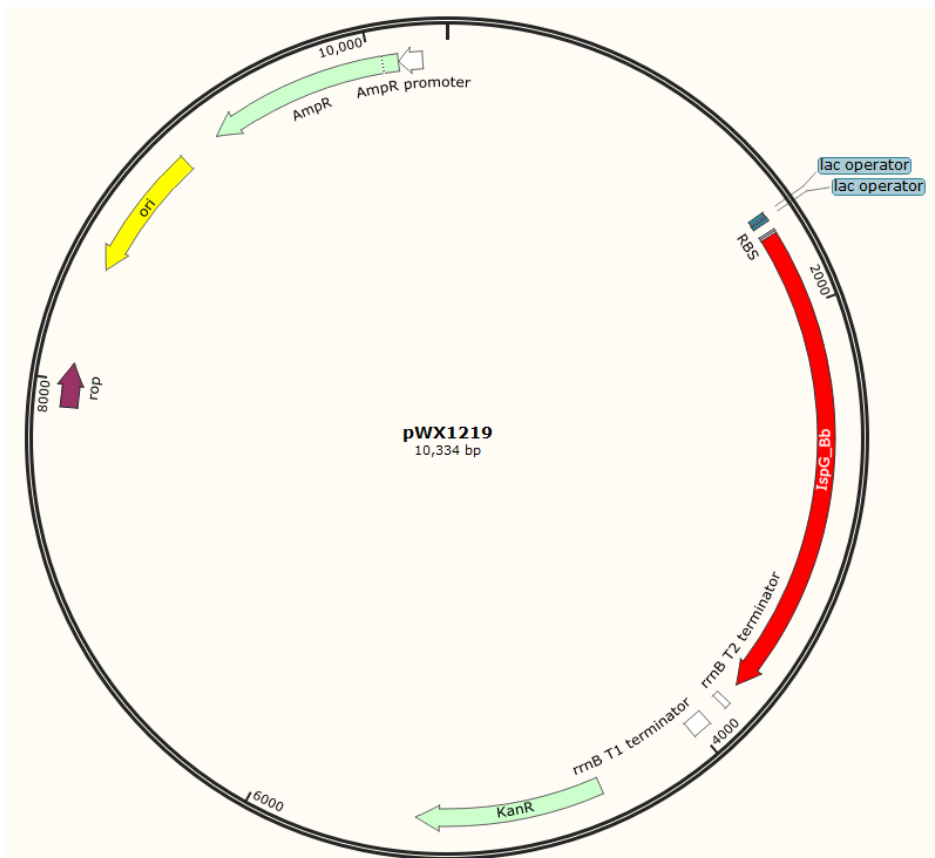 10,000
AmpR promoter
AmpR
lac operator
lac operator
ori
RBS
2000
8000
rop
pWX1219
10,334 bp
IspG_Bb
rrnB T2 terminator
rrnB T1 terminator
4000
KanR
6000